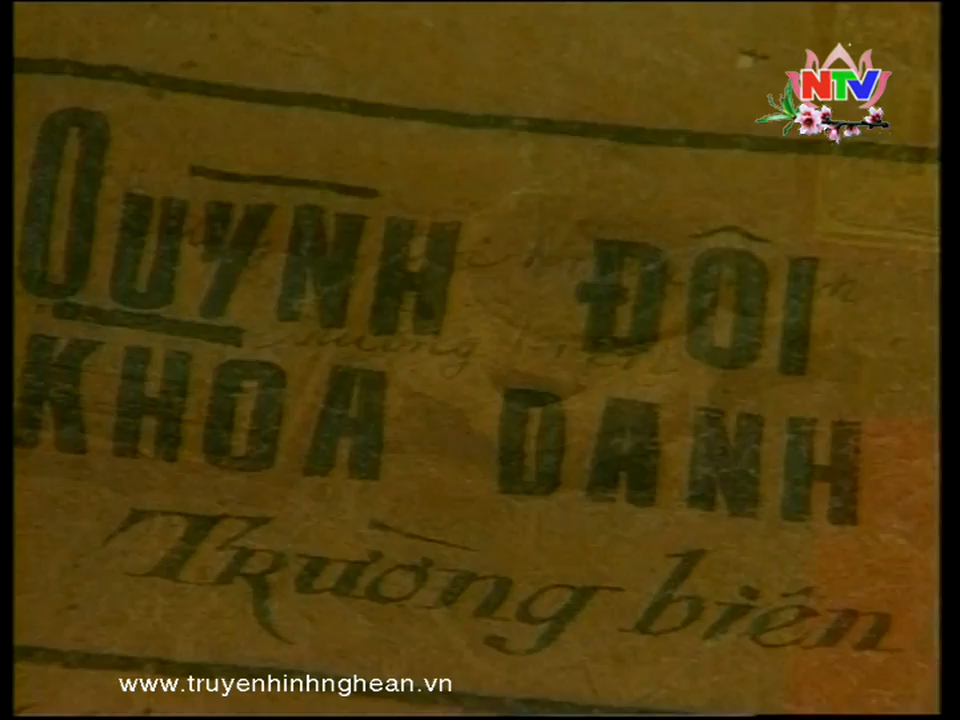 NTV
QUỲNH ĐÔI
KHOA DANH
Trường biên
www.truyenhinhnghean.vn